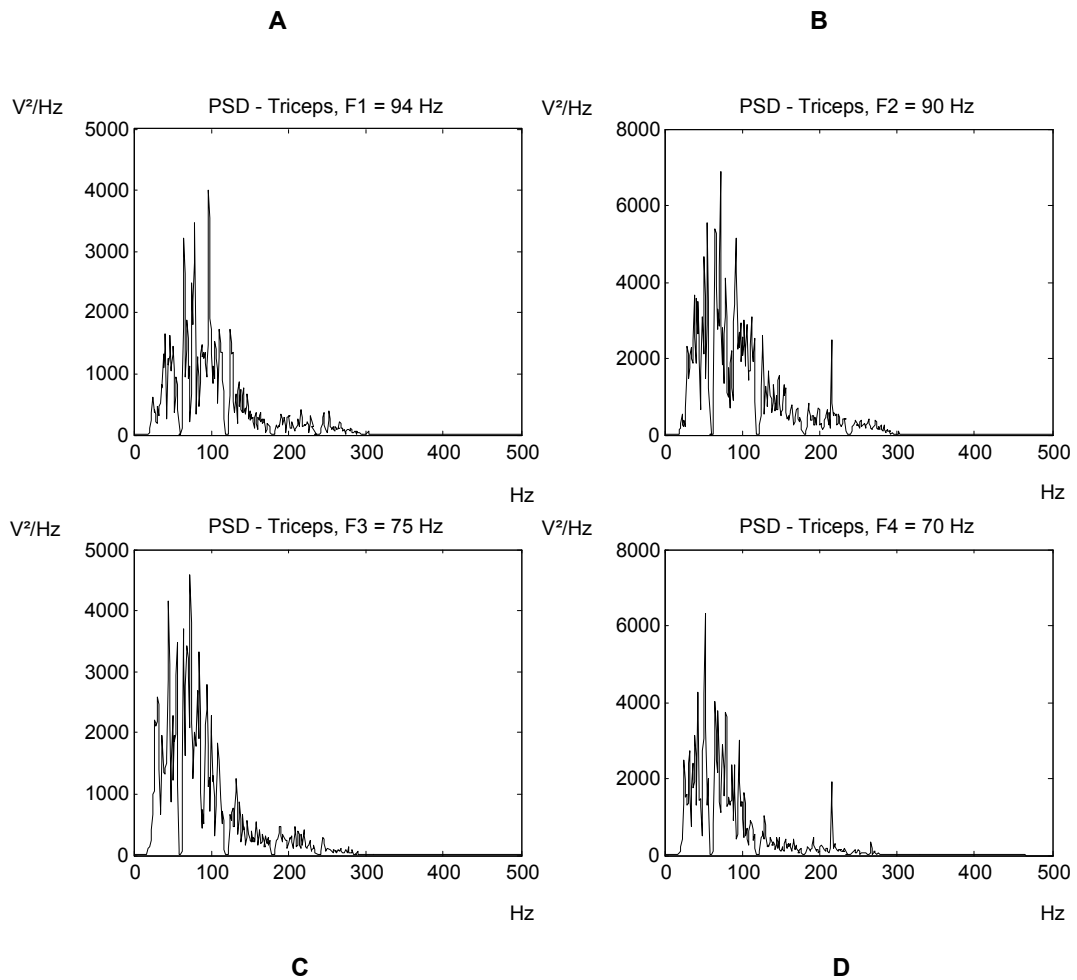 A B
V²/Hz PSD - Triceps, F1 = 94 Hz
5000
4000
3000
2000
1000
0
0 100 200 300 400 500
Hz
V²/Hz PSD - Triceps, F2 = 90 Hz
8000
6000
4000
2000
0
0 100 200 300 400 500
Hz
V²/Hz PSD - Triceps, F3 = 75 Hz
5000
4000
3000
2000
1000
0
0 100 200 300 400 500
Hz
V²/Hz PSD - Triceps, F4 = 70 Hz
8000
6000
4000
2000
0
0 100 200 300 400 500
Hz
C D